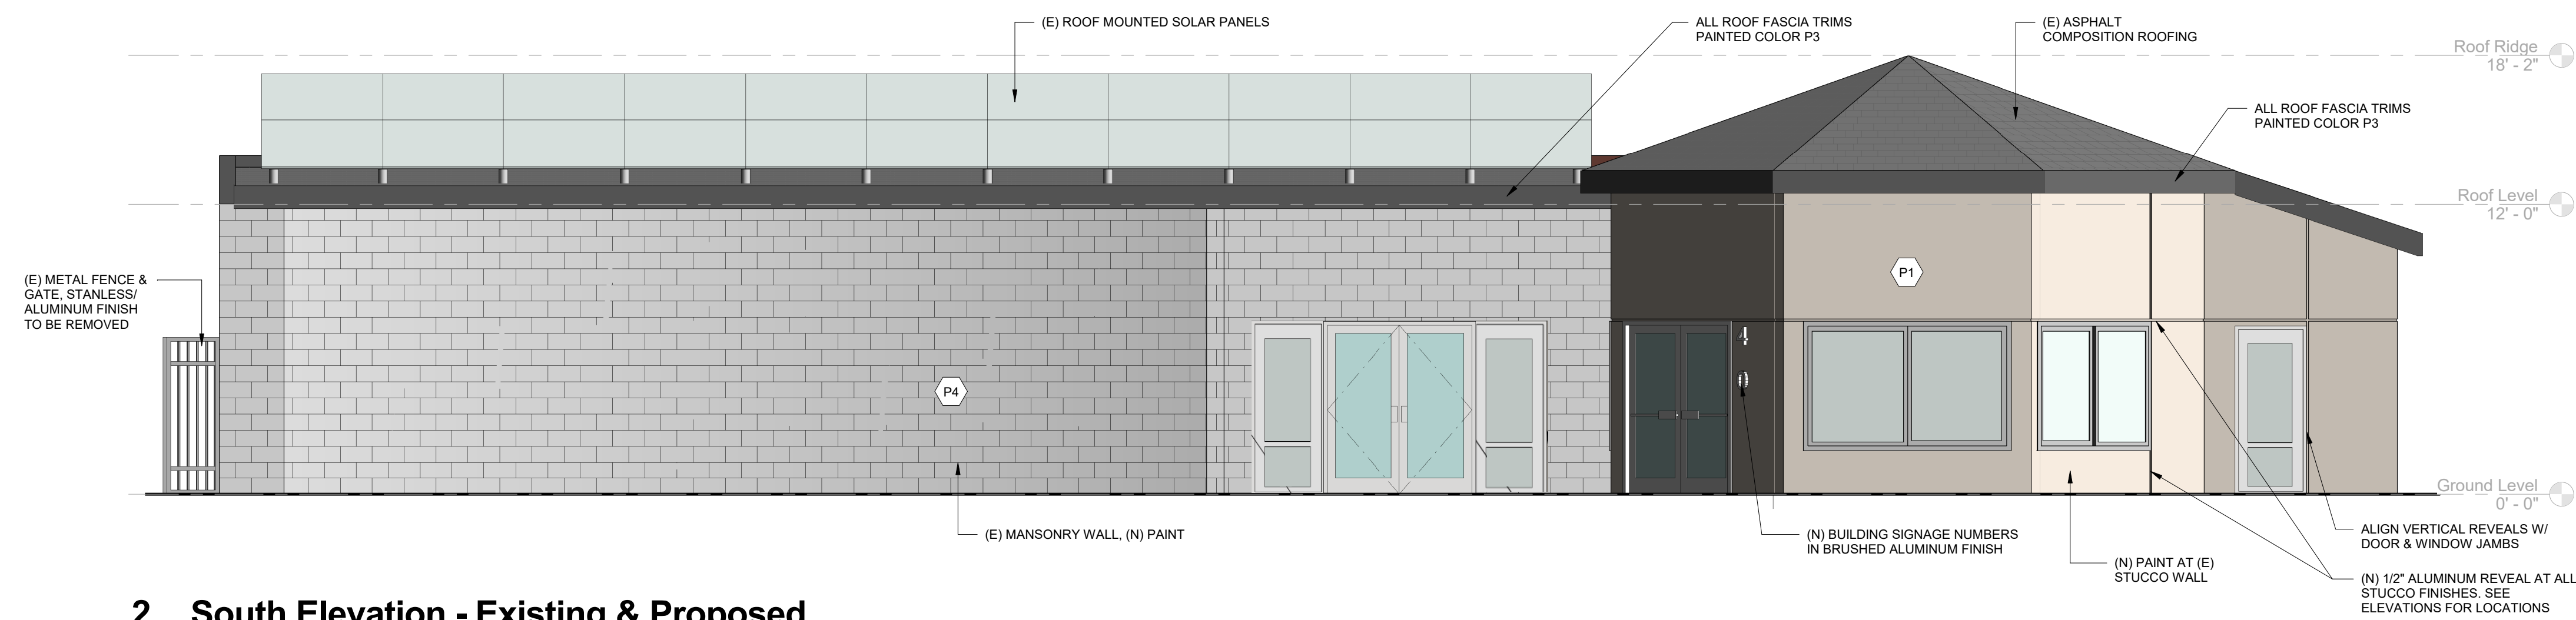 (E) ROOF MOUNTED SOLAR PANELS
ALL ROOF FASCIA TRIMS
PAINTED COLOR P3
(E) ASPHALT
COMPOSITION ROOFING
Roof Ridge
18' - 2"
ALL ROOF FASCIA TRIMS
PAINTED COLOR P3
Roof Level
12' - 0"
(E) METAL FENCE &
GATE, STANLESS/
ALUMINUM FINISH
TO BE REMOVED
P1
P4
4
0
Ground Level
0' - 0"
(E) MANSONRY WALL, (N) PAINT
(N) BUILDING SIGNAGE NUMBERS
IN BRUSHED ALUMINUM FINISH
(N) PAINT AT (E)
STUCCO WALL
ALIGN VERTICAL REVEALS W/
DOOR & WINDOW JAMBS
(N) 1/2" ALUMINUM REVEAL AT ALL
STUCCO FINISHES. SEE
ELEVATIONS FOR LOCATIONS
2 South Elevation - Existing & Proposed